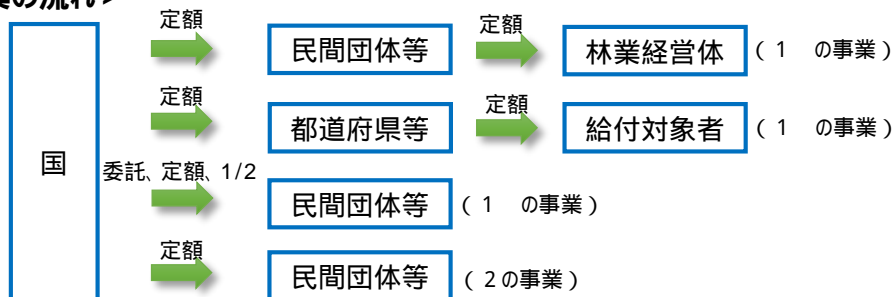 の流れ>
定額
民間団体等
定額
林業経営体
(1 の事業)
定額
都道府県等
定額
給付対象者
(1 の事業)
国
委託、定額、1/2
民間団体等
(1 の事業)
定額
民間団体等
(2の事業)